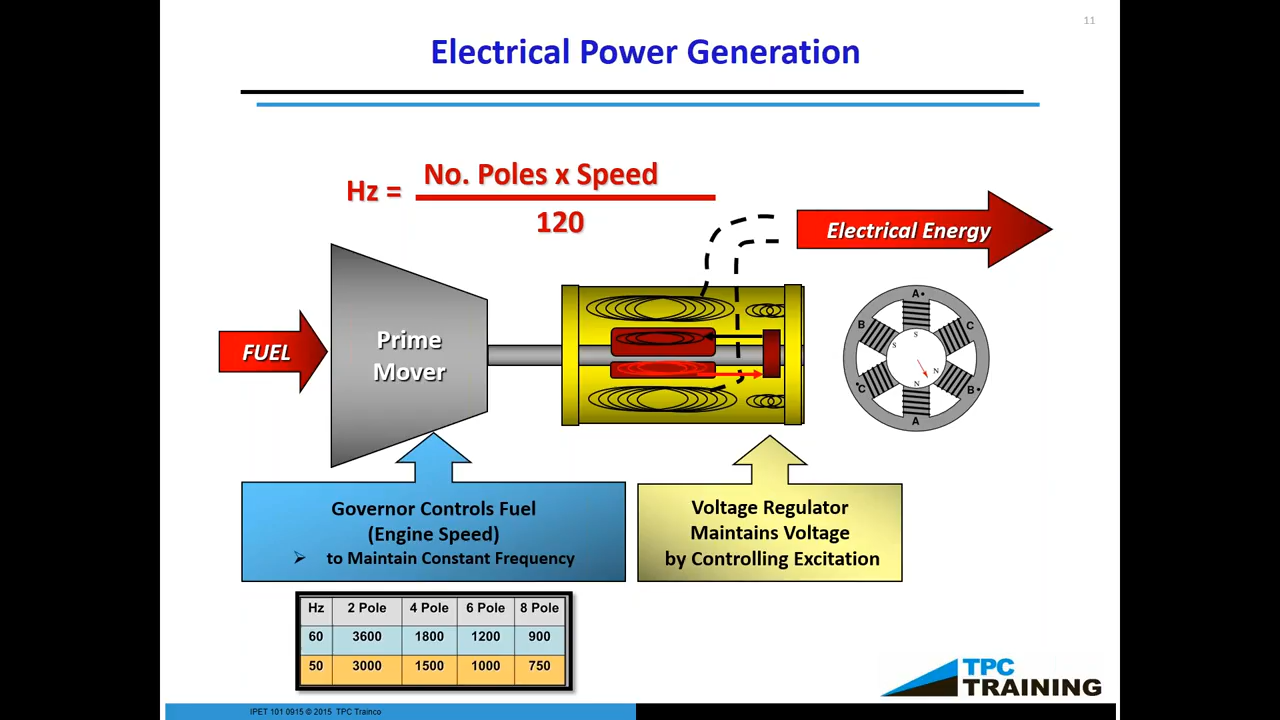 11
Electrical Power Generation
Hz =
No. Poles x Speed
120
Electrical Energy
FUEL
Prime
Mover
A•
B
C
S
S
N
N
•C
B•
A
Governor Controls Fuel
(Engine Speed)
➢ to Maintain Constant Frequency
Voltage Regulator
Maintains Voltage
by Controlling Excitation
Hz 2 Pole 4 Pole 6 Pole 8 Pole
60 3600 1800 1200 900
50 3000 1500 1000 750
TPC
TRAINING
IPET 101 0915 © 2015 TPC Trainco